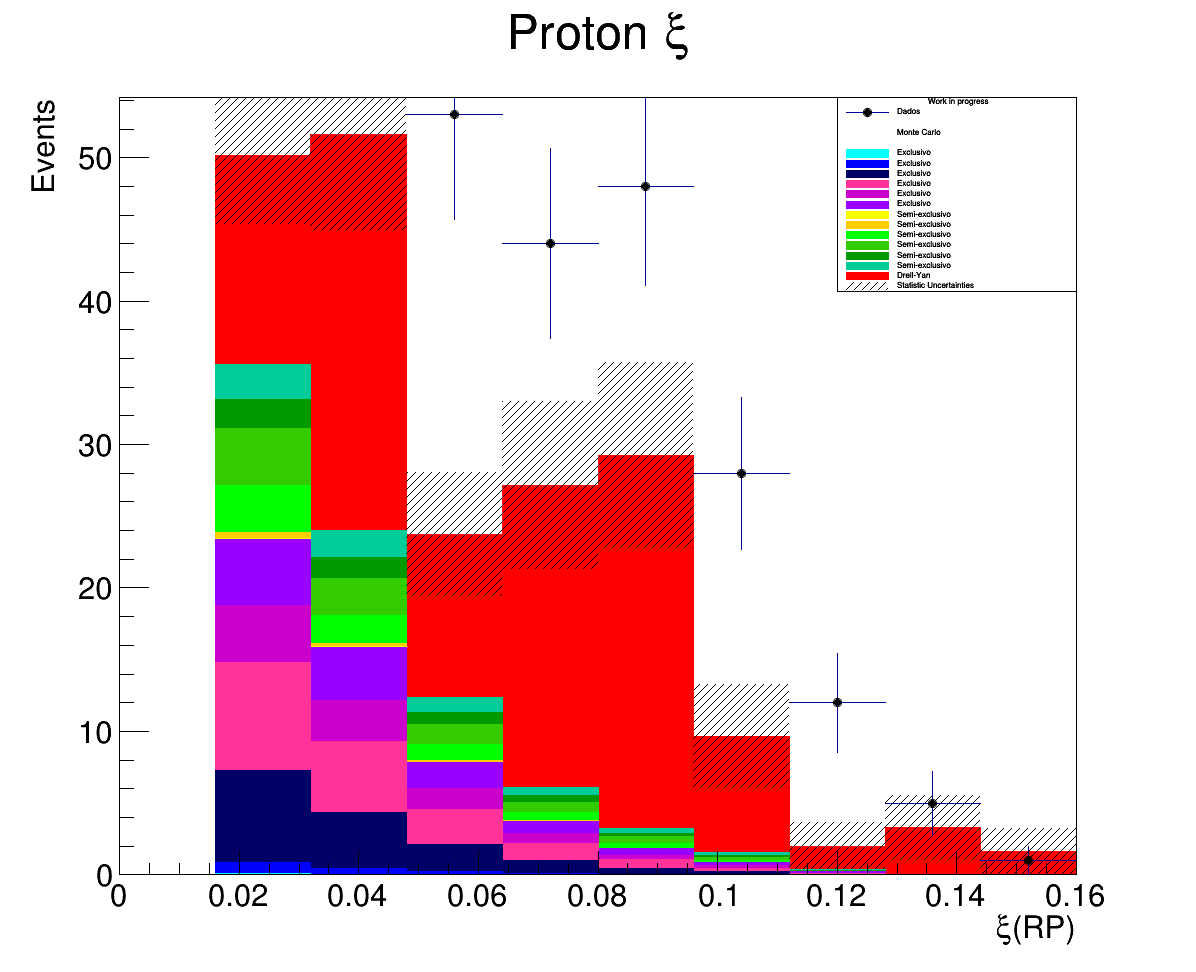 Proton ξ
Events
50
40
30
20
10
0
Work in progress
Dados
Monte Carlo
Exclusivo
Exclusivo
Exclusivo
Exclusivo
Exclusivo
Exclusivo
Semi-exclusivo
Semi-exclusivo
Semi-exclusivo
Semi-exclusivo
Semi-exclusivo
Semi-exclusivo
Drell-Yan
Statistic Uncertainties
0 0.02 0.04 0.06 0.08 0.1 0.12 0.14 0.16
ξ(RP)